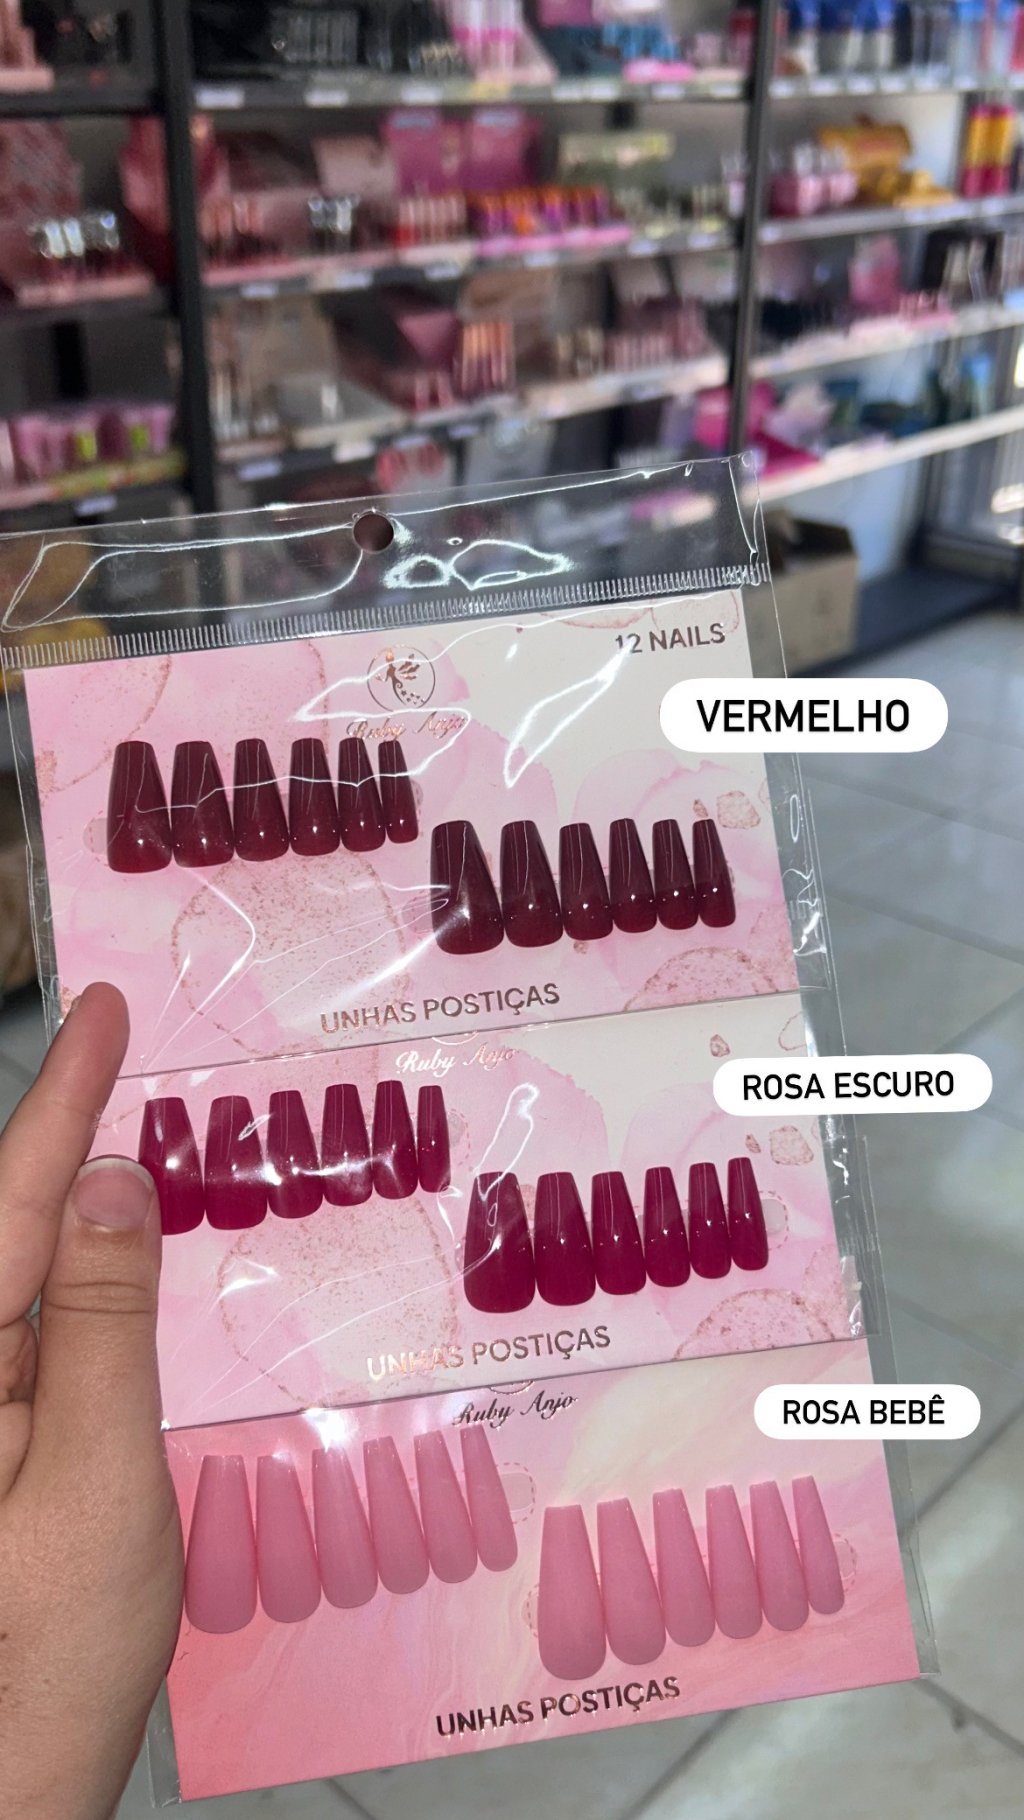 12 NAILS
Ruby Anjo
VERMELHO
UNHAS POSTIÇAS
Ruby Anjo
ROSA ESCURO
UNHAS POSTIÇAS
Ruby Anjo
ROSA BEBÊ
UNHAS POSTIÇAS